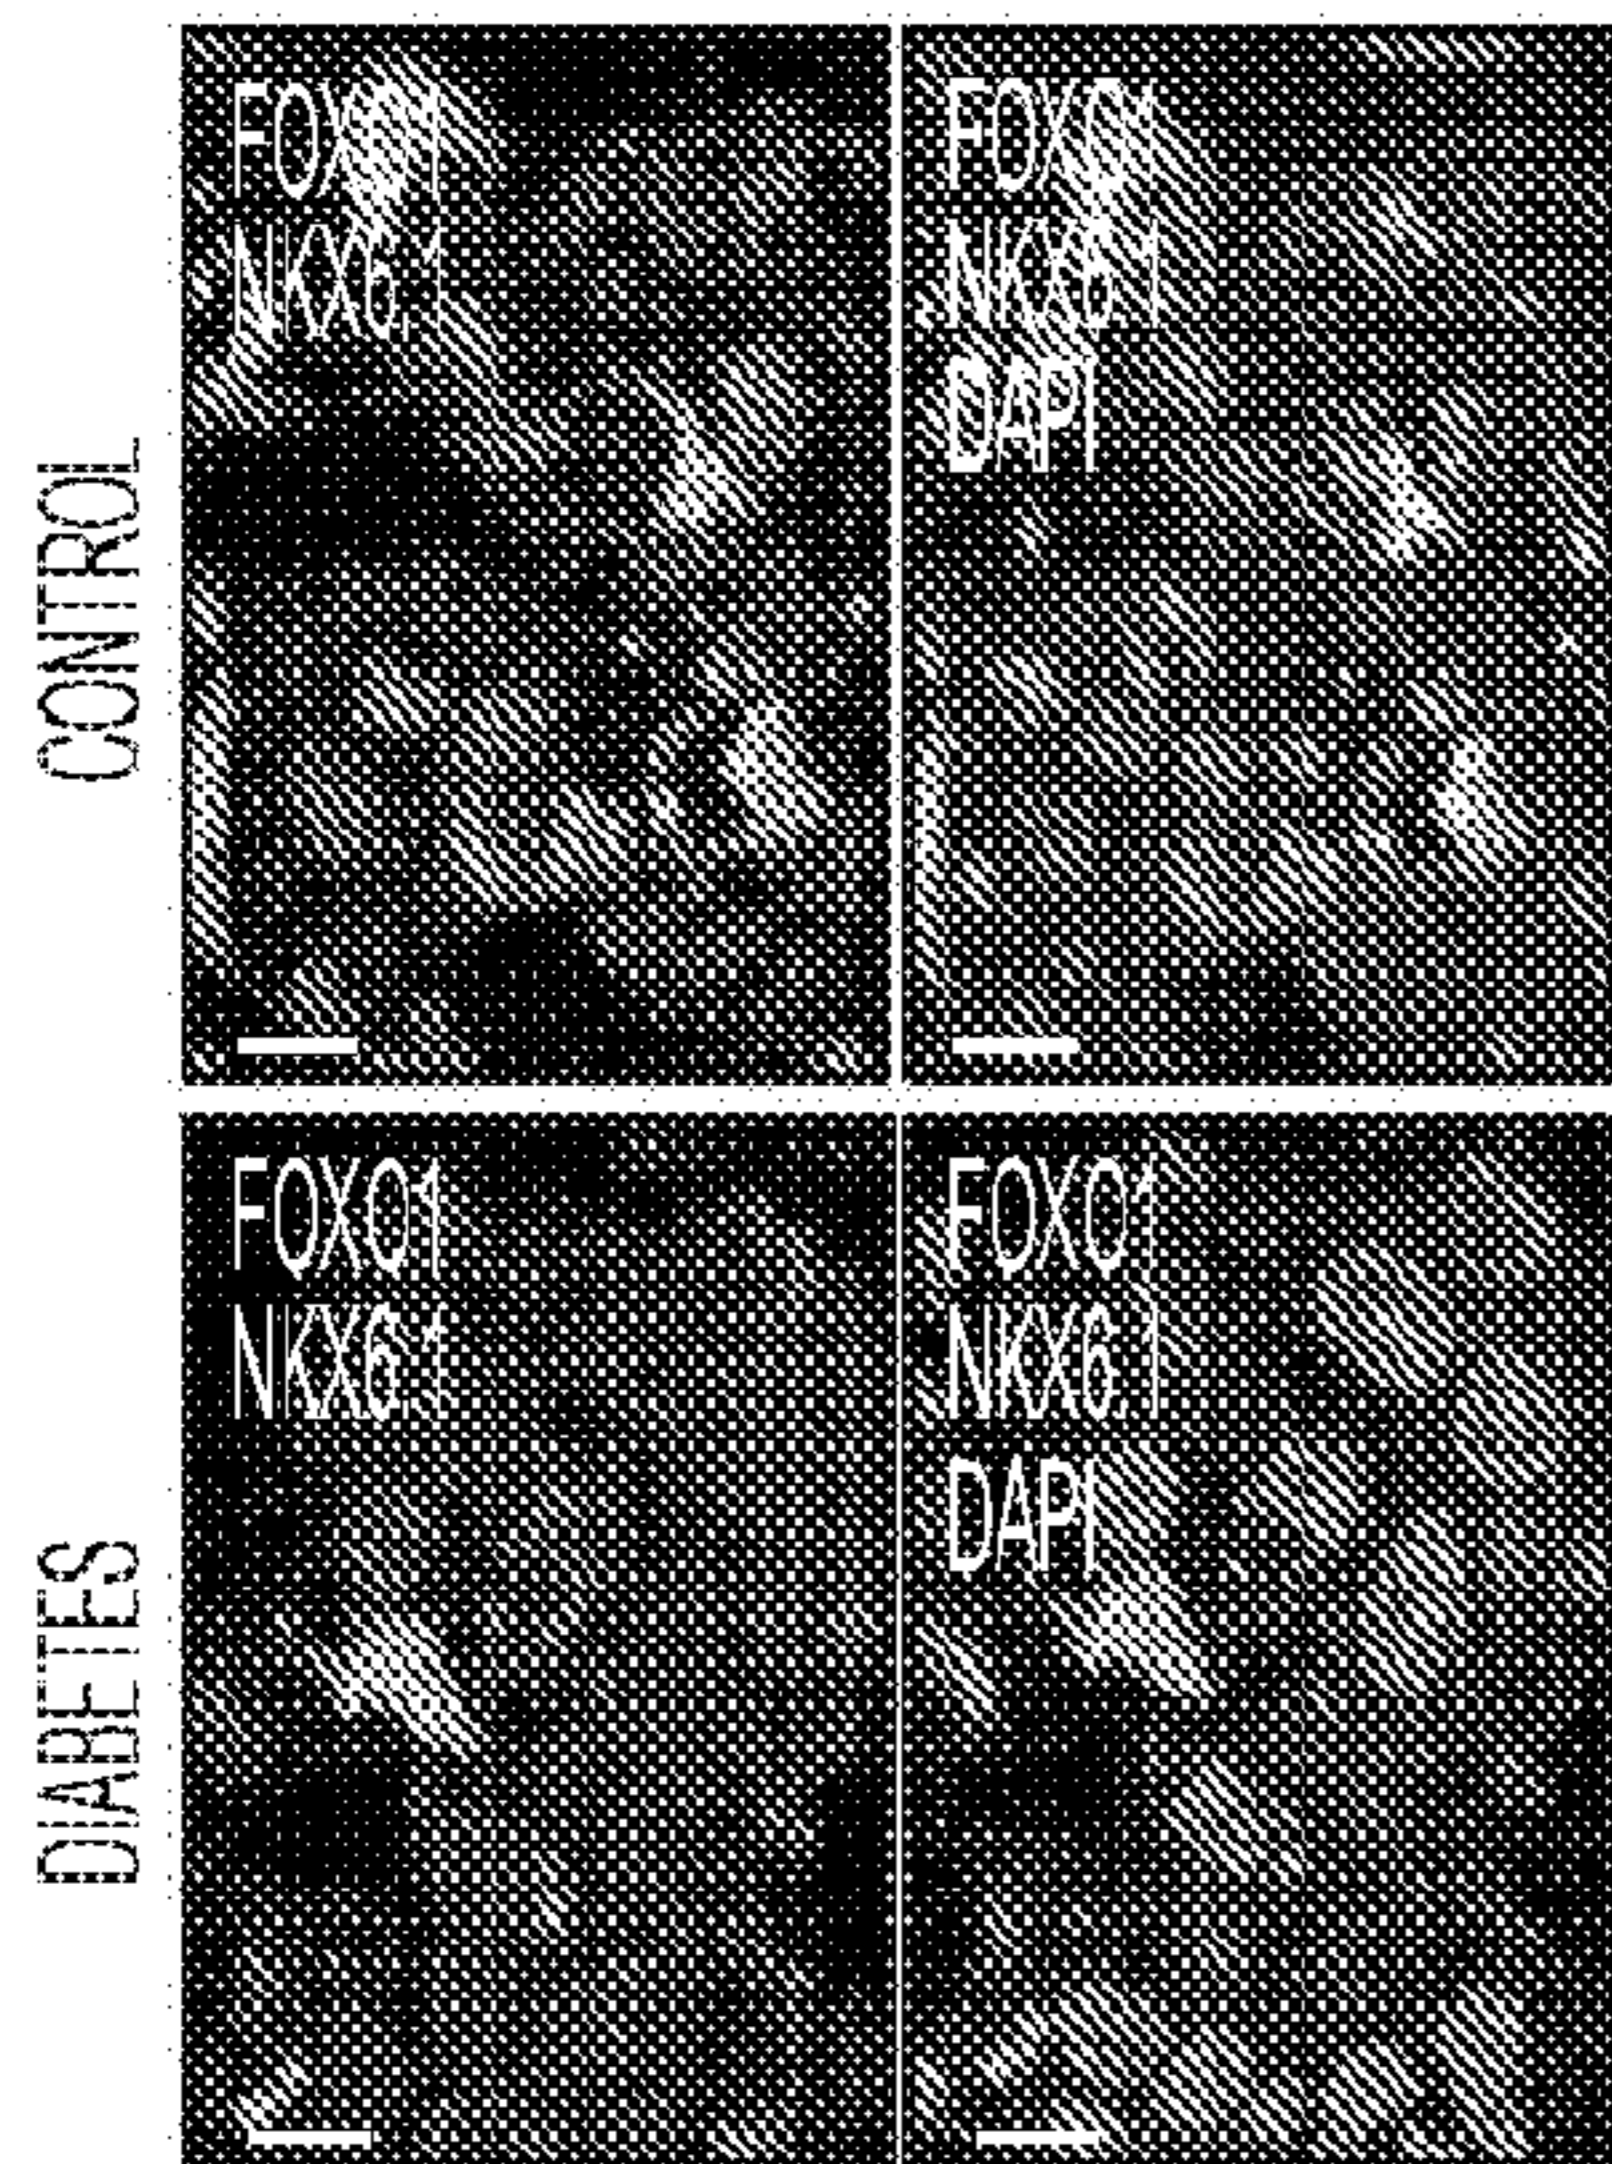 CONTROL
FOXO1
NKX6.1
FOXO1
NKX6.1
DAPI
DIABETES
FOXO1
NKX6.1
FOXO1
NKX6.1
DAPI